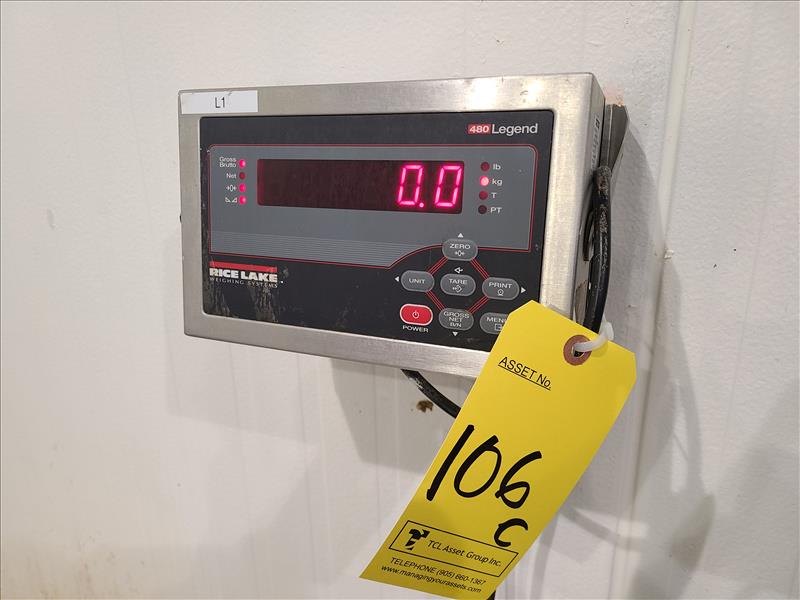 L1
480 Legend
Gross
Brutto
Net
0.0
lb
kg
T
PT
ZERO
UNIT
TARE
PRINT
GROSS
NET
B/N
MENU
POWER
RICE LAKE
WEIGHING SYSTEMS
ASSET No.
106
C
TCL Asset Group Inc.
TELEPHONE (905) 660-1367
www.managingyourassets.com